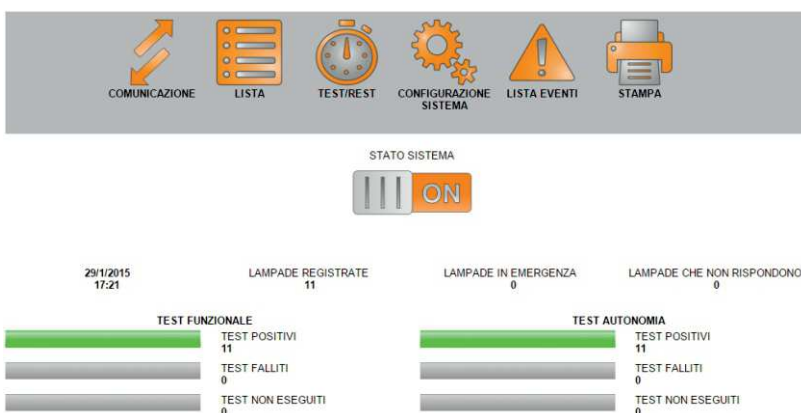 COMUNICAZIONE
LISTA
TEST/REST
CONFIGURAZIONE
SISTEMA
LISTA EVENTI
STAMPA
STATO SISTEMA
ON
29/1/2015
17:21
LAMPADE REGISTRATE
11
LAMPADE IN EMERGENZA
0
LAMPADE CHE NON RISPONDONO
0
TEST FUNZIONALE
TEST POSITIVI
11
TEST FALLITI
0
TEST NON ESEGUITI
0
TEST AUTONOMIA
TEST POSITIVI
11
TEST FALLITI
0
TEST NON ESEGUITI
0